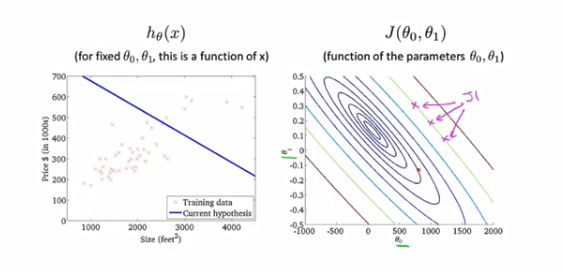 hθ(x)
(for fixed θ0, θ1, this is a function of x)
700
600
500
400
300
200
100
0
Price $ (in 1000s)
1000 2000 3000 4000
Size (feet²)
Training data
Current hypothesis
J(θ0, θ1)
(function of the parameters θ0, θ1)
0.5
0.4
0.3
0.2
0.1
0
-0.1
-0.2
-0.3
-0.4
-0.5
θ1
-1000 -500 0 500 1000 1500 2000
θ0